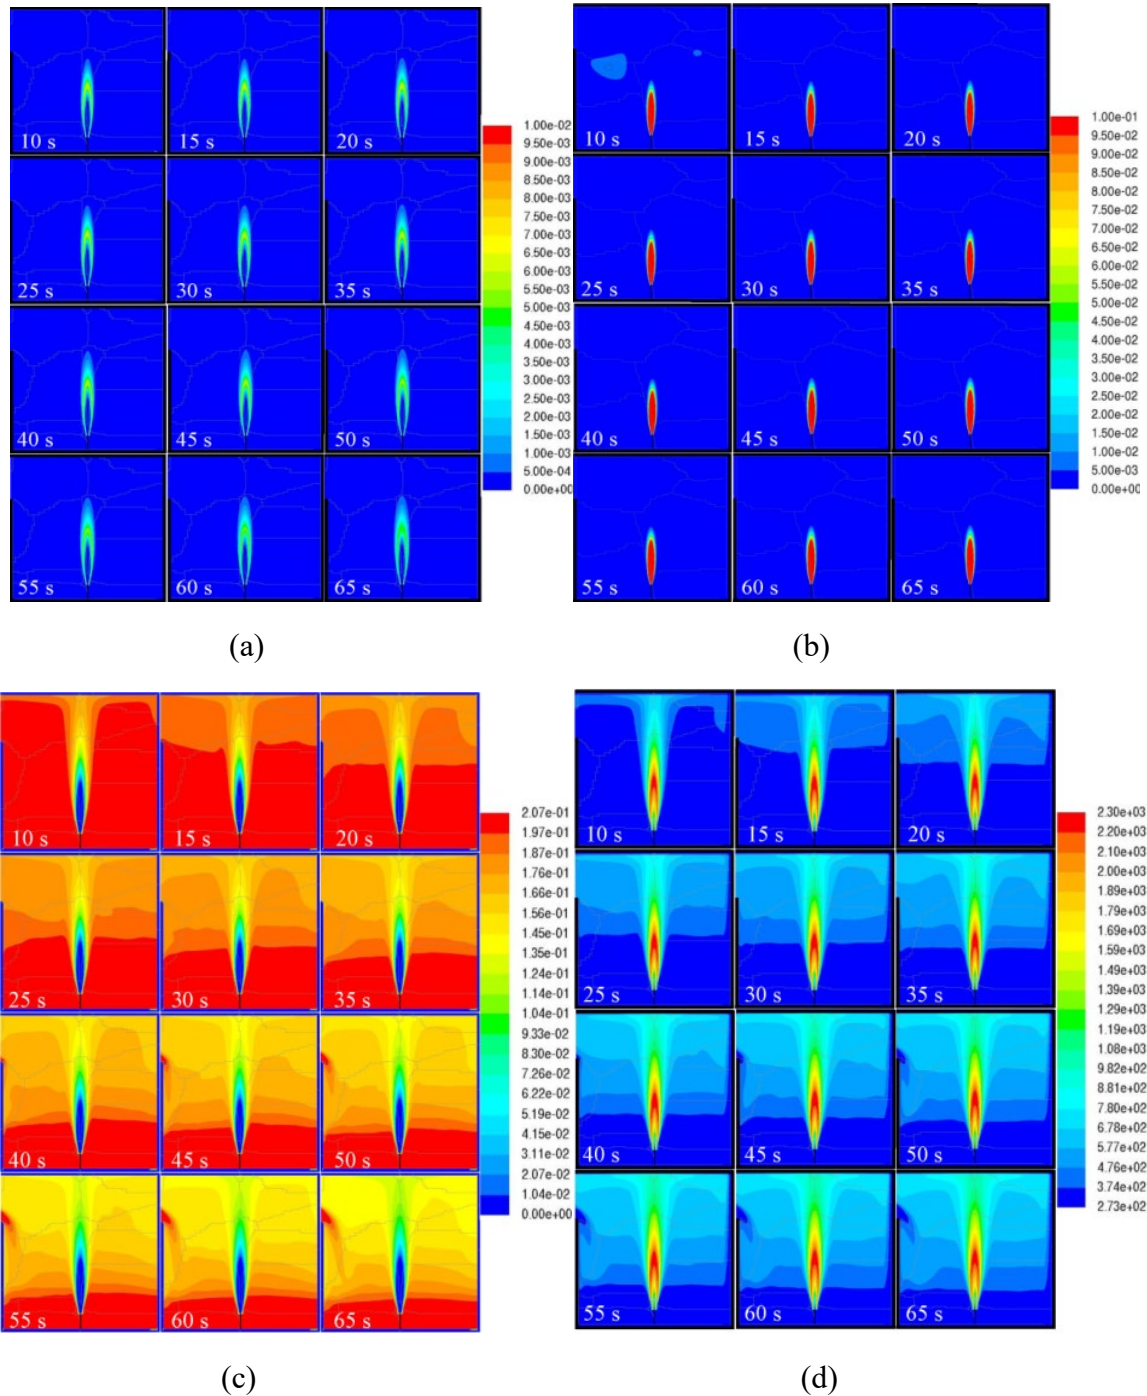 10 s
15 s
20 s
25 s
30 s
35 s
40 s
45 s
50 s
55 s
60 s
65 s
1.00e-02
9.50e-03
9.00e-03
8.50e-03
8.00e-03
7.50e-03
7.00e-03
6.50e-03
6.00e-03
5.50e-03
5.00e-03
4.50e-03
4.00e-03
3.50e-03
3.00e-03
2.50e-03
2.00e-03
1.50e-03
1.00e-03
5.00e-04
0.00e+00
(a)
10 s
15 s
20 s
25 s
30 s
35 s
40 s
45 s
50 s
55 s
60 s
65 s
1.00e-01
9.50e-02
9.00e-02
8.50e-02
8.00e-02
7.50e-02
7.00e-02
6.50e-02
6.00e-02
5.50e-02
5.00e-02
4.50e-02
4.00e-02
3.50e-02
3.00e-02
2.50e-02
2.00e-02
1.50e-02
1.00e-02
5.00e-03
0.00e+00
(b)
10 s
15 s
20 s
25 s
30 s
35 s
40 s
45 s
50 s
55 s
60 s
65 s
2.07e-01
1.97e-01
1.87e-01
1.76e-01
1.66e-01
1.56e-01
1.45e-01
1.35e-01
1.24e-01
1.14e-01
1.04e-01
9.33e-02
8.30e-02
7.26e-02
6.22e-02
5.19e-02
4.15e-02
3.11e-02
2.07e-02
1.04e-02
0.00e+00
(c)
10 s
15 s
20 s
25 s
30 s
35 s
40 s
45 s
50 s
55 s
60 s
65 s
2.30e+03
2.20e+03
2.10e+03
2.00e+03
1.89e+03
1.79e+03
1.69e+03
1.59e+03
1.49e+03
1.39e+03
1.29e+03
1.19e+03
1.08e+03
9.82e+02
8.81e+02
7.80e+02
6.78e+02
5.77e+02
4.76e+02
3.74e+02
2.73e+02
(d)